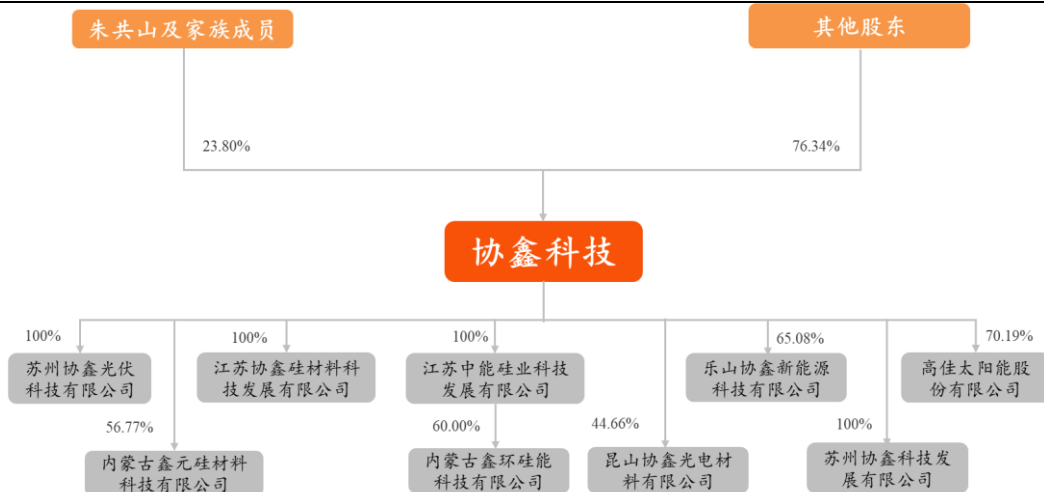 朱共山及家族成员
其他股东
23.80%
76.34%
协鑫科技
100%
100%
100%
65.08%
70.19%
苏州协鑫光伏
科技有限公司
江苏协鑫硅材料科
技发展有限公司
江苏中能硅业科技
发展有限公司
乐山协鑫新能源
科技有限公司
高佳太阳能股
份有限公司
56.77%
60.00%
44.66%
100%
内蒙古鑫元硅材料
科技有限公司
内蒙古鑫环硅能
科技有限公司
昆山协鑫光电材
料有限公司
苏州协鑫科技发
展有限公司